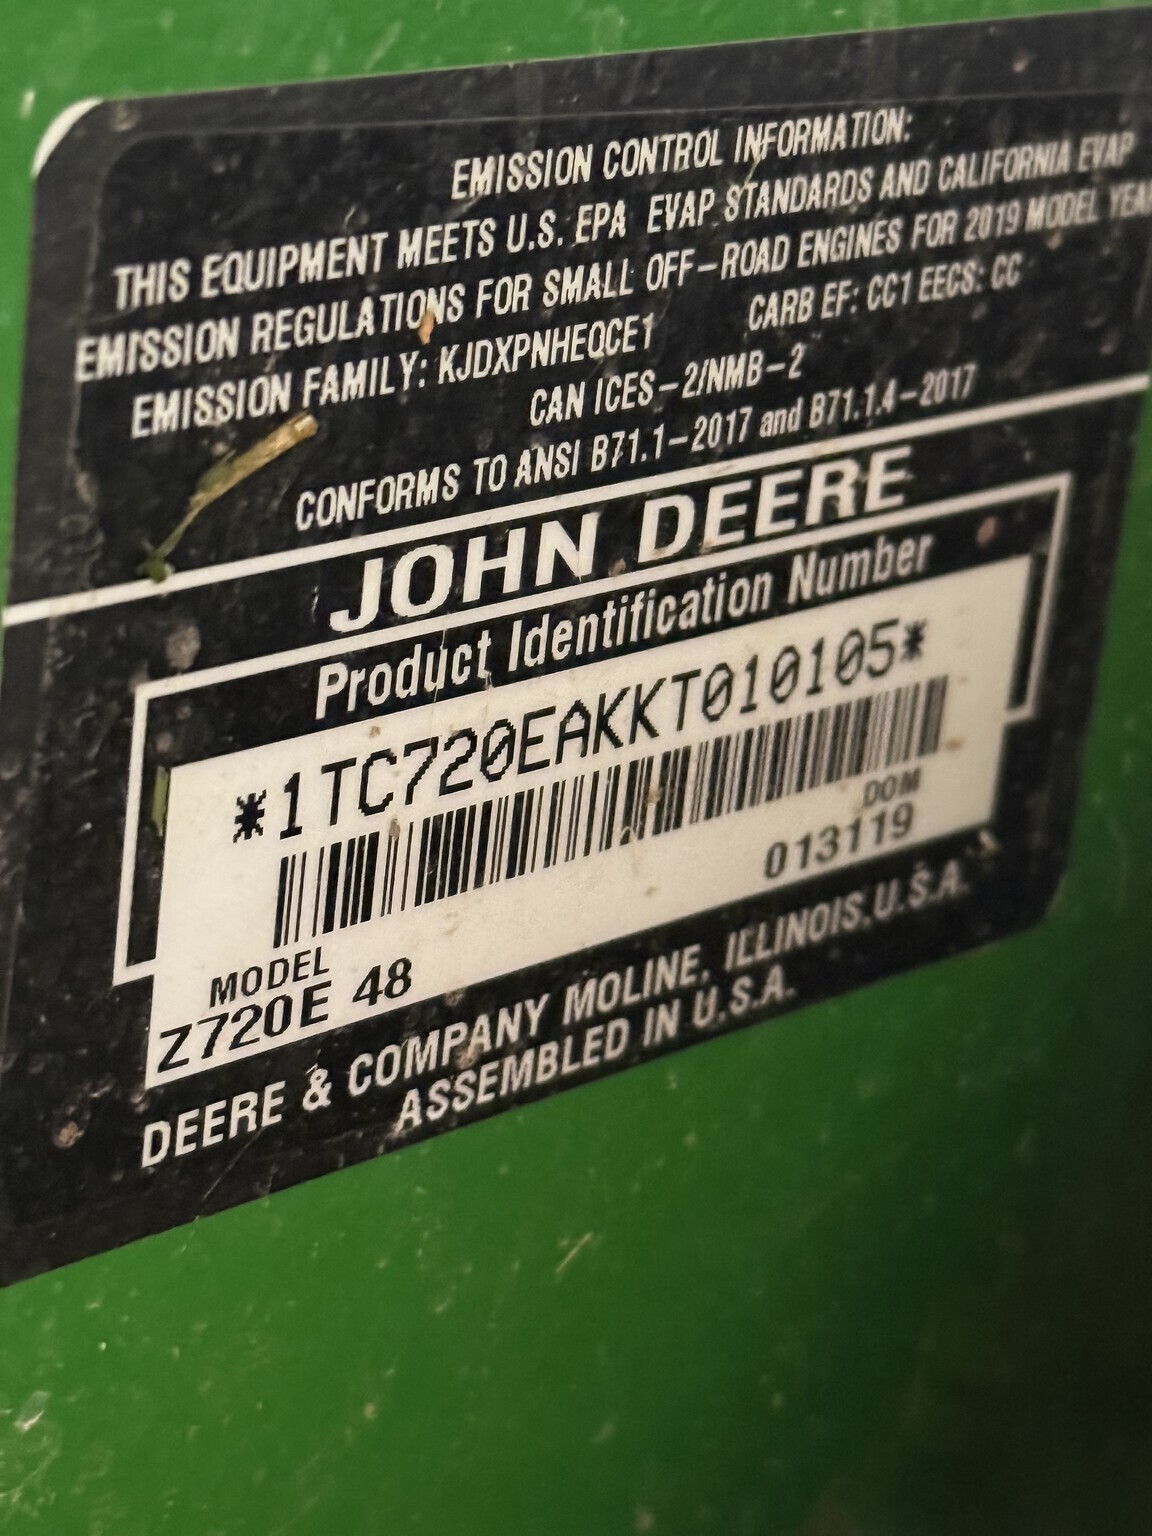 EMISSION CONTROL INFORMATION:
THIS EQUIPMENT MEETS U.S. EPA EVAP STANDARDS AND CALIFORNIA EVAP
EMISSION REGULATIONS FOR SMALL OFF-ROAD ENGINES FOR 2019 MODEL YEA
EMISSION FAMILY: KJDXPNHEQCE1 CARB EF: CC1 EECS: CC
CAN ICES-2/NMB-2
CONFORMS TO ANSI B71.1-2017 and B71.1.4-2017
JOHN DEERE
Product Identification Number
*1TC720EAKKT010105*
DOM
013119
MODEL
Z720E 48
DEERE & COMPANY MOLINE, ILLINOIS, U.S.A.
ASSEMBLED IN U.S.A.